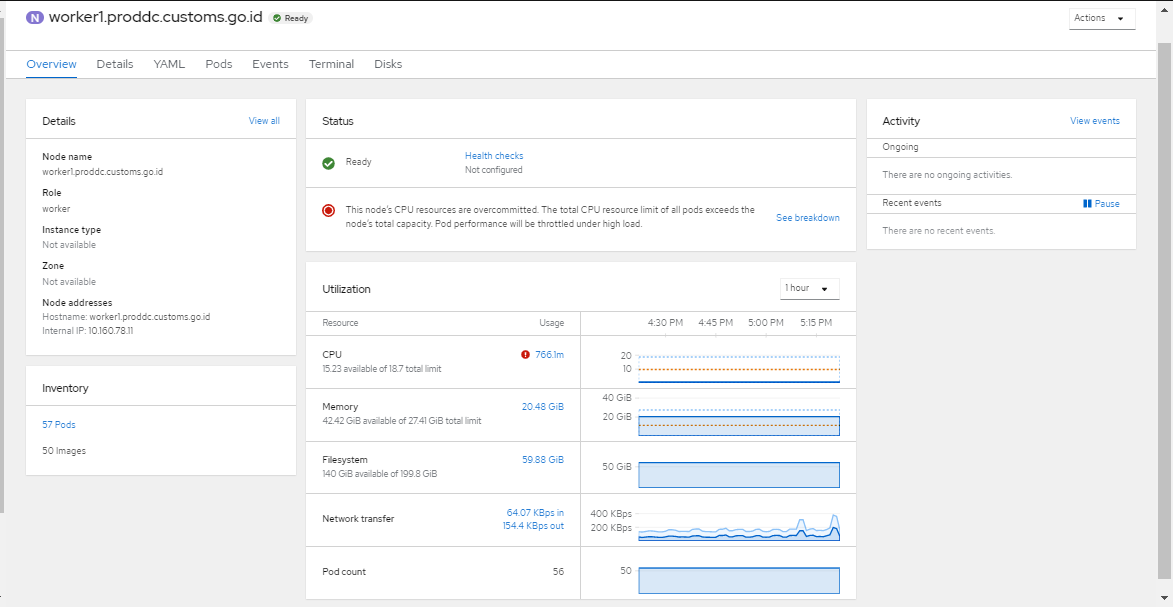 N worker1.proddc.customs.go.id Ready
Actions
Overview Details YAML Pods Events Terminal Disks
Details View all
Node name
worker1.proddc.customs.go.id
Role
worker
Instance type
Not available
Zone
Not available
Node addresses
Hostname: worker1.proddc.customs.go.id
Internal IP: 10.160.78.11
Inventory
57 Pods
50 Images
Status
Ready
Health checks
Not configured
This node's CPU resources are overcommitted. The total CPU resource limit of all pods exceeds the
node's total capacity. Pod performance will be throttled under high load.
See breakdown
Utilization
1 hour
Resource Usage 4:30 PM 4:45 PM 5:00 PM 5:15 PM
CPU
15.23 available of 18.7 total limit
766.1m
20
10
Memory
42.42 GiB available of 27.41 GiB total limit
20.48 GiB
40 GiB
20 GiB
Filesystem
140 GiB available of 199.8 GiB
59.88 GiB
50 GiB
Network transfer
64.07 KBps in
154.4 KBps out
400 KBps
200 KBps
Pod count
56
50
Activity View events
Ongoing
There are no ongoing activities.
Recent events Pause
There are no recent events.